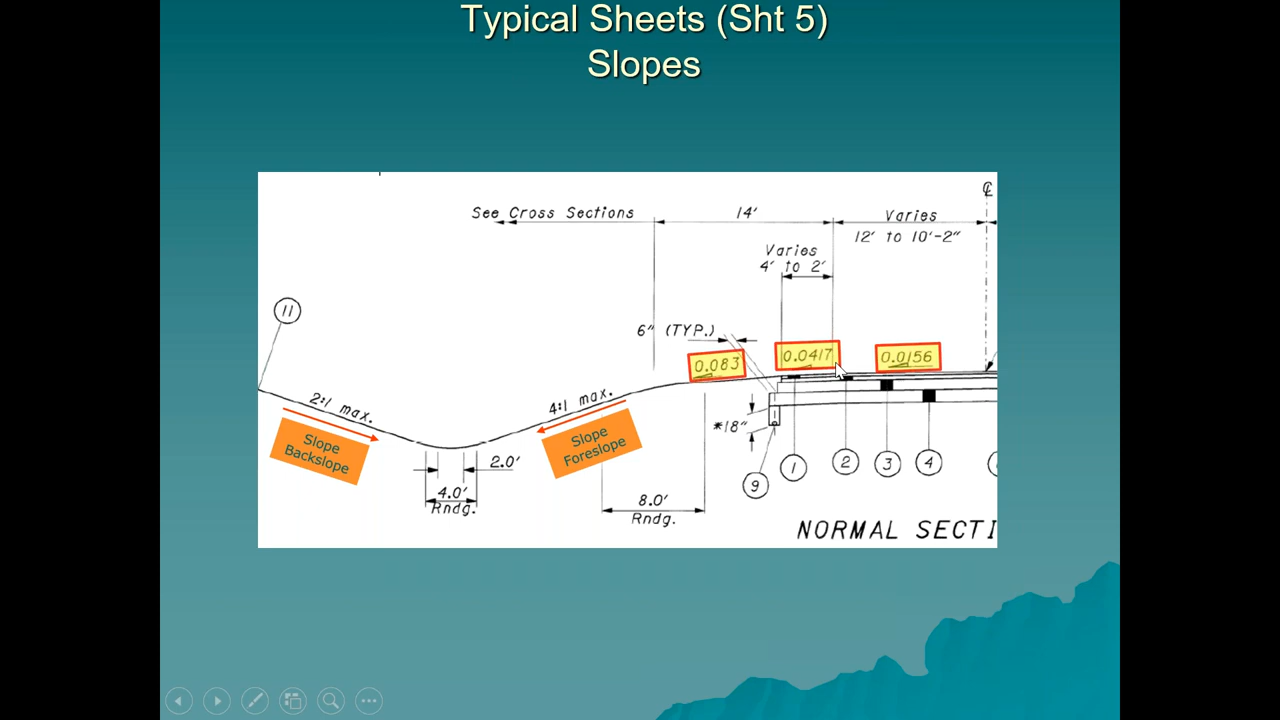 Typical Sheets (Sht 5)
Slopes
℄
See Cross Sections
14'
Varies
12' to 10'-2"
Varies
4' to 2'
11
6" (TYP.)
0.083
0.0417
0.0156
2:1 max.
4:1 max.
Slope
Backslope
Slope
Foreslope
*18"
2.0'
4.0'
Rndg.
8.0'
Rndg.
9
1
2
3
4
NORMAL SECTI